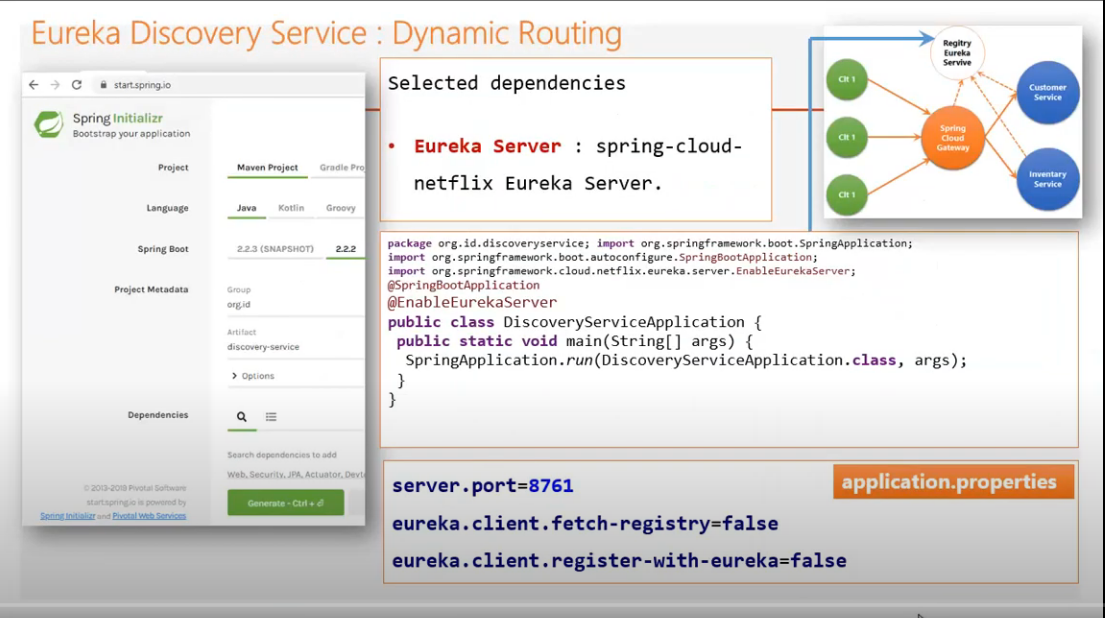 Eureka Discovery Service : Dynamic Routing
start.spring.io
Spring Initializr
Bootstrap your application
Project
Maven Project Gradle Pro
Language
Java Kotlin Groovy
Spring Boot
2.2.3 (SNAPSHOT) 2.2.2
Project Metadata
Group
org.id
Artifact
discovery-service
> Options
Dependencies
Search dependencies to add
Web, Security, JPA, Actuator, Devto
© 2013-2019 Pivotal Software
start.spring.io is powered by
Spring Initializr and Pivotal Web Services
Generate - Ctrl +
Selected dependencies
• Eureka Server : spring-cloud-
netflix Eureka Server.
Regitry
Eureka
Servive
Clt 1
Clt 1
Clt 1
Spring
Cloud
Gateway
Customer
Service
Inventary
Service
package org.id.discoveryservice; import org.springframework.boot.SpringApplication;
import org.springframework.boot.autoconfigure.SpringBootApplication;
import org.springframework.cloud.netflix.eureka.server.EnableEurekaServer;
@SpringBootApplication
@EnableEurekaServer
public class DiscoveryServiceApplication {
public static void main(String[] args) {
SpringApplication.run(DiscoveryServiceApplication.class, args);
}
}
application.properties
server.port=8761
eureka.client.fetch-registry=false
eureka.client.register-with-eureka=false